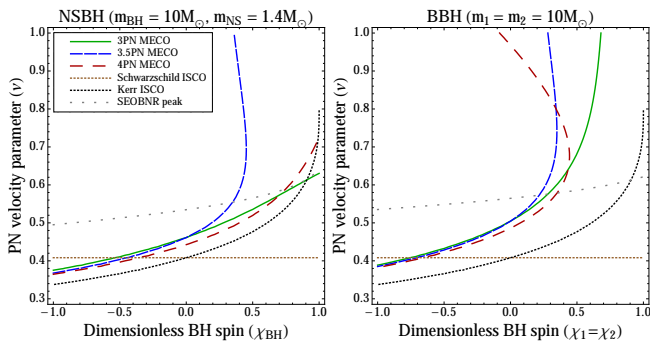 NSBH (m_BH = 10M_⊙, m_NS = 1.4M_⊙)
BBH (m_1 = m_2 = 10M_⊙)
3PN MECO
3.5PN MECO
4PN MECO
Schwarzschild ISCO
Kerr ISCO
SEOBNR peak
PN velocity parameter (v)
1.0
0.9
0.8
0.7
0.6
0.5
0.4
0.3
-1.0 -0.5 0.0 0.5 1.0
Dimensionless BH spin (χ_BH)
PN velocity parameter (v)
1.0
0.9
0.8
0.7
0.6
0.5
0.4
0.3
-1.0 -0.5 0.0 0.5 1.0
Dimensionless BH spin (χ_1=χ_2)